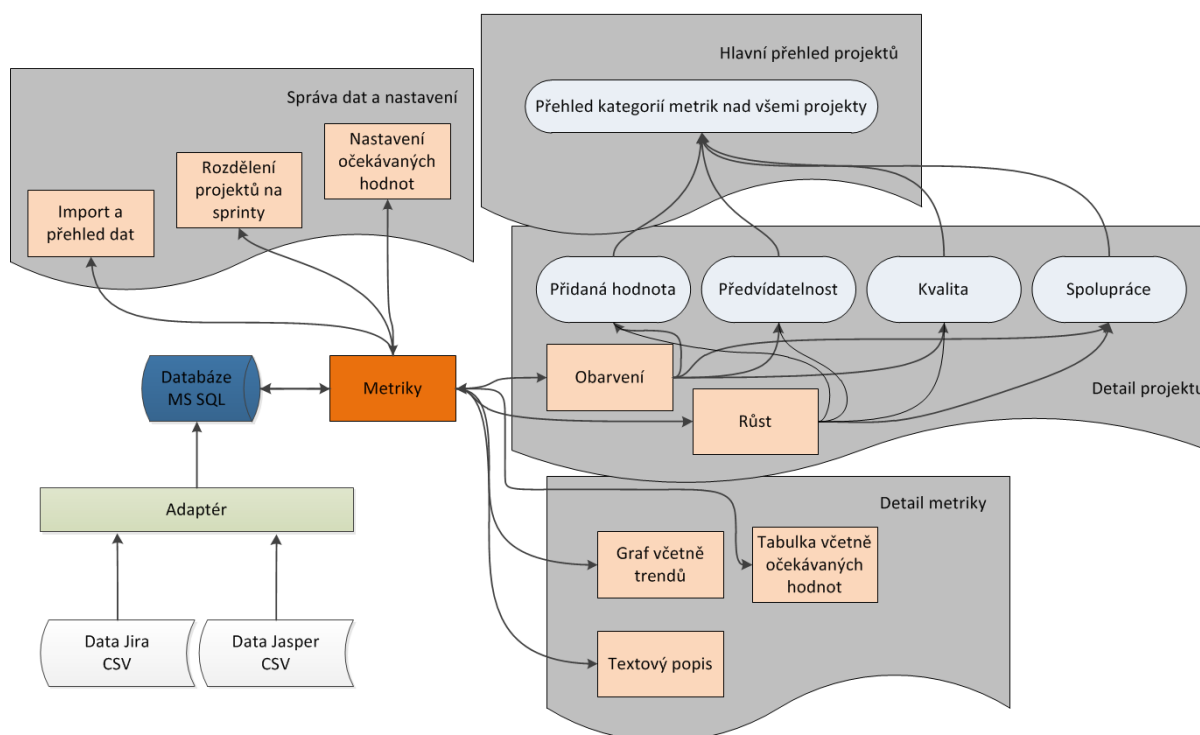 Hlavní přehled projektů
Přehled kategorií metrik nad všemi projekty
Správa dat a nastavení
Nastavení
očekávaných
hodnot
Rozdělení
projektů na
sprinty
Import a
přehled dat
Přidaná hodnota
Předvídatelnost
Kvalita
Spolupráce
Obarvení
Růst
Detail projektu
Databáze
MS SQL
Metriky
Adaptér
Data Jira
CSV
Data Jasper
CSV
Detail metriky
Graf včetně
trendů
Tabulka včetně
očekávaných
hodnot
Textový popis